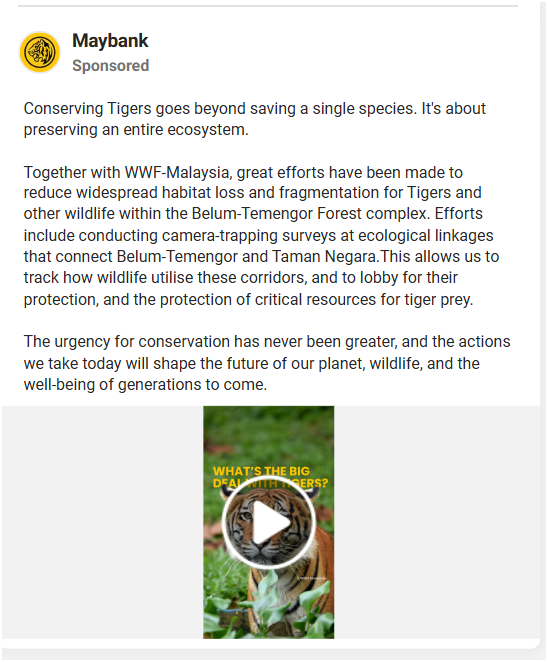 Maybank
Sponsored
Conserving Tigers goes beyond saving a single species. It's about
preserving an entire ecosystem.
Together with WWF-Malaysia, great efforts have been made to
reduce widespread habitat loss and fragmentation for Tigers and
other wildlife within the Belum-Temengor Forest complex. Efforts
include conducting camera-trapping surveys at ecological linkages
that connect Belum-Temengor and Taman Negara.This allows us to
track how wildlife utilise these corridors, and to lobby for their
protection, and the protection of critical resources for tiger prey.
The urgency for conservation has never been greater, and the actions
we take today will shape the future of our planet, wildlife, and the
well-being of generations to come.
WHAT'S THE BIG
DEAL WITH TIGERS?